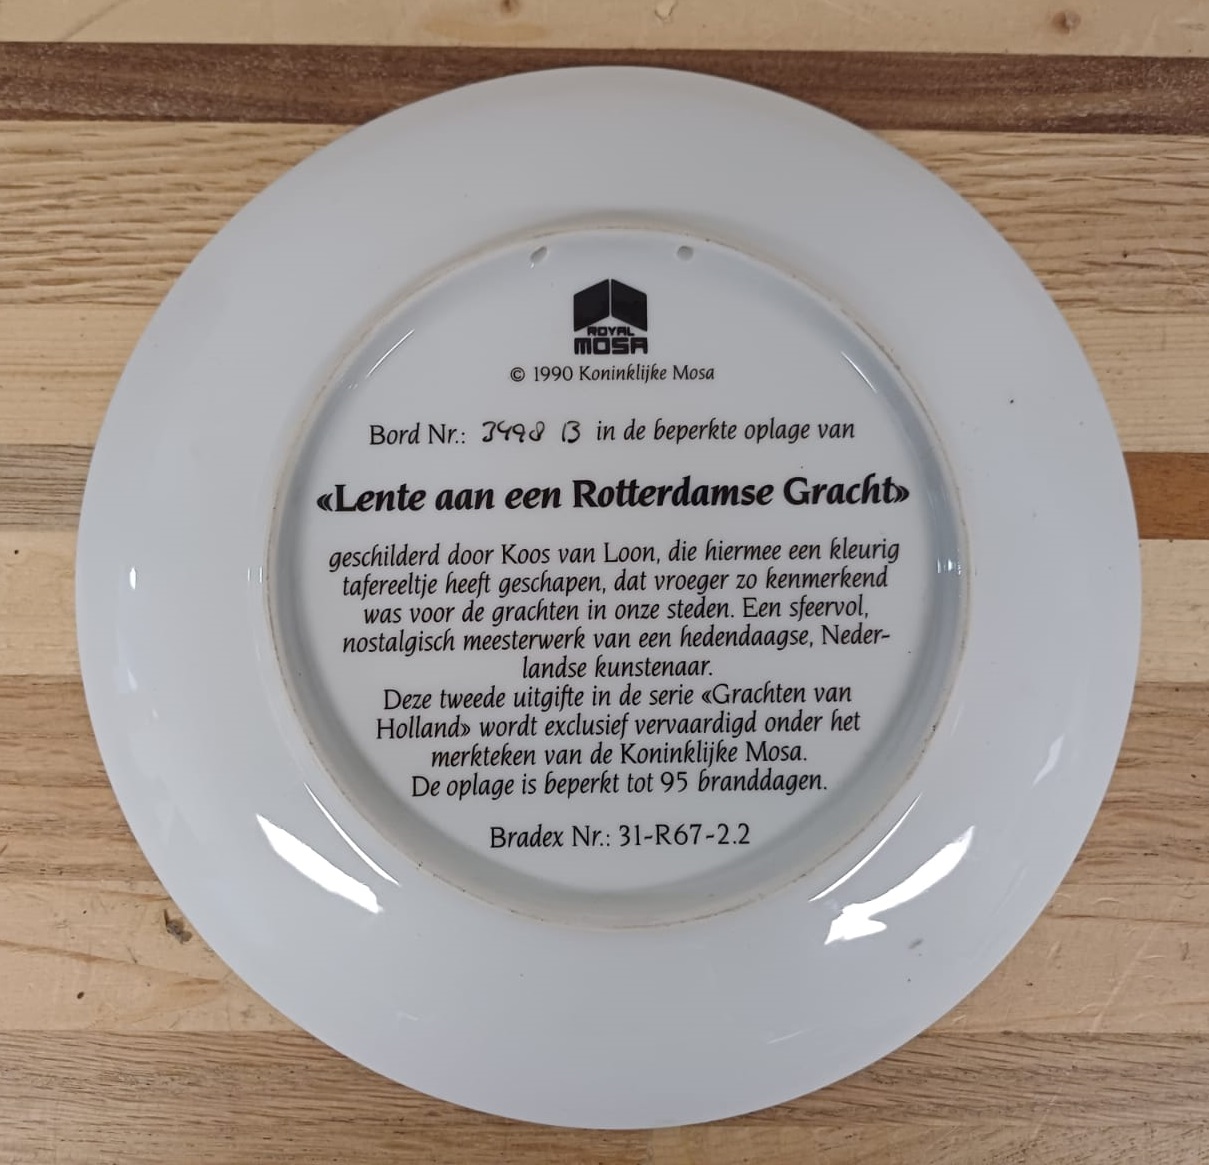 ROYAL
MOSA
© 1990 Koninklijke Mosa
Bord Nr.: 3498 B in de beperkte oplage van
«Lente aan een Rotterdamse Gracht»
geschilderd door Koos van Loon, die hiermee een kleurig
tafereeltje heeft geschapen, dat vroeger zo kenmerkend
was voor de grachten in onze steden. Een sfeervol,
nostalgisch meesterwerk van een hedendaagse, Neder-
landse kunstenaar.
Deze tweede uitgifte in de serie «Grachten van
Holland» wordt exclusief vervaardigd onder het
merkteken van de Koninklijke Mosa.
De oplage is beperkt tot 95 branddagen.
Bradex Nr.: 31-R67-2.2